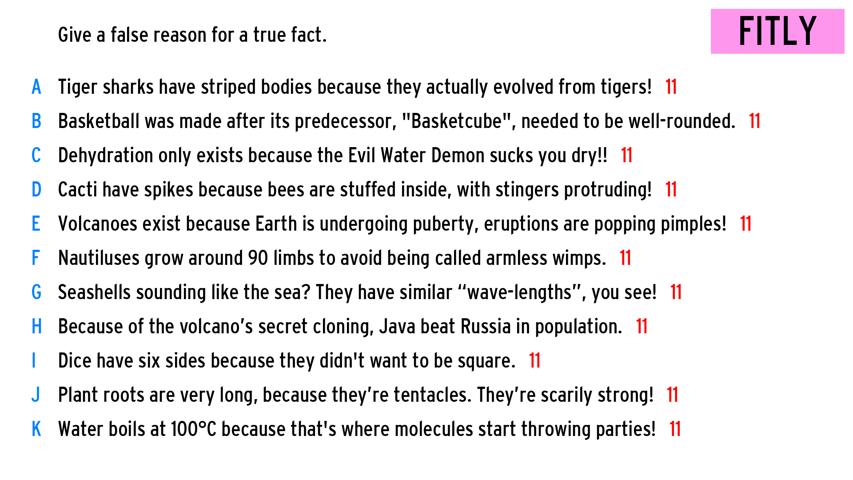 Give a false reason for a true fact.
FITLY
A Tiger sharks have striped bodies because they actually evolved from tigers! 11
B Basketball was made after its predecessor, "Basketcube", needed to be well-rounded. 11
C Dehydration only exists because the Evil Water Demon sucks you dry!! 11
D Cacti have spikes because bees are stuffed inside, with stingers protruding! 11
E Volcanoes exist because Earth is undergoing puberty, eruptions are popping pimples! 11
F Nautiluses grow around 90 limbs to avoid being called armless wimps. 11
G Seashells sounding like the sea? They have similar “wave-lengths”, you see! 11
H Because of the volcano’s secret cloning, Java beat Russia in population. 11
I Dice have six sides because they didn't want to be square. 11
J Plant roots are very long, because they’re tentacles. They’re scarily strong! 11
K Water boils at 100°C because that's where molecules start throwing parties! 11